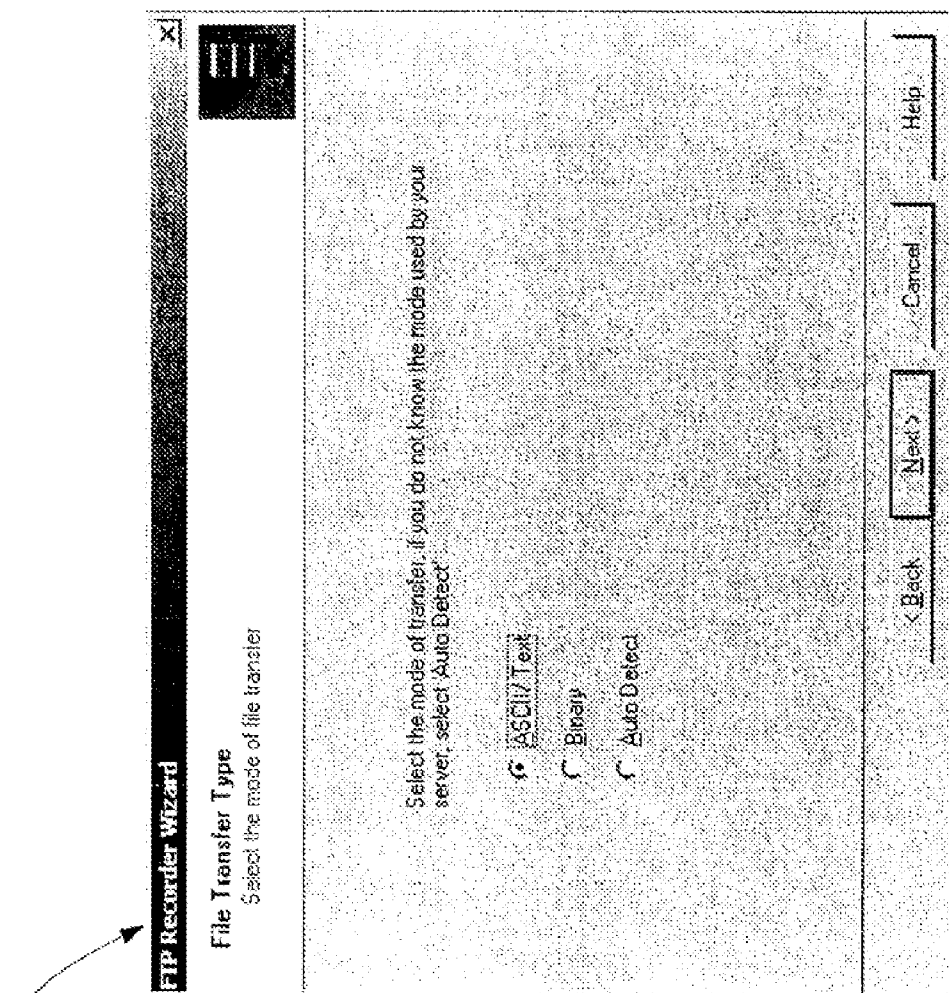 FTP Recorder Wizard
File Transfer Type
Select the mode of file transfer
Select the mode of transfer, if you do not know the mode used by your
server, select 'Auto Detect'.
ASCII/ Text
Binary
Auto Detect
< Back
Next >
Cancel
Help